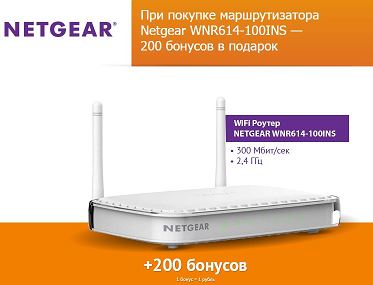 NETGEAR®
При покупке маршрутизатора
Netgear WNR614-100INS —
200 бонусов в подарок
WiFi Роутер
NETGEAR WNR614-100INS
• 300 Мбит/сек
• 2,4 ГГц
NETGEAR
+200 бонусов
1 бонус = 1 рубль